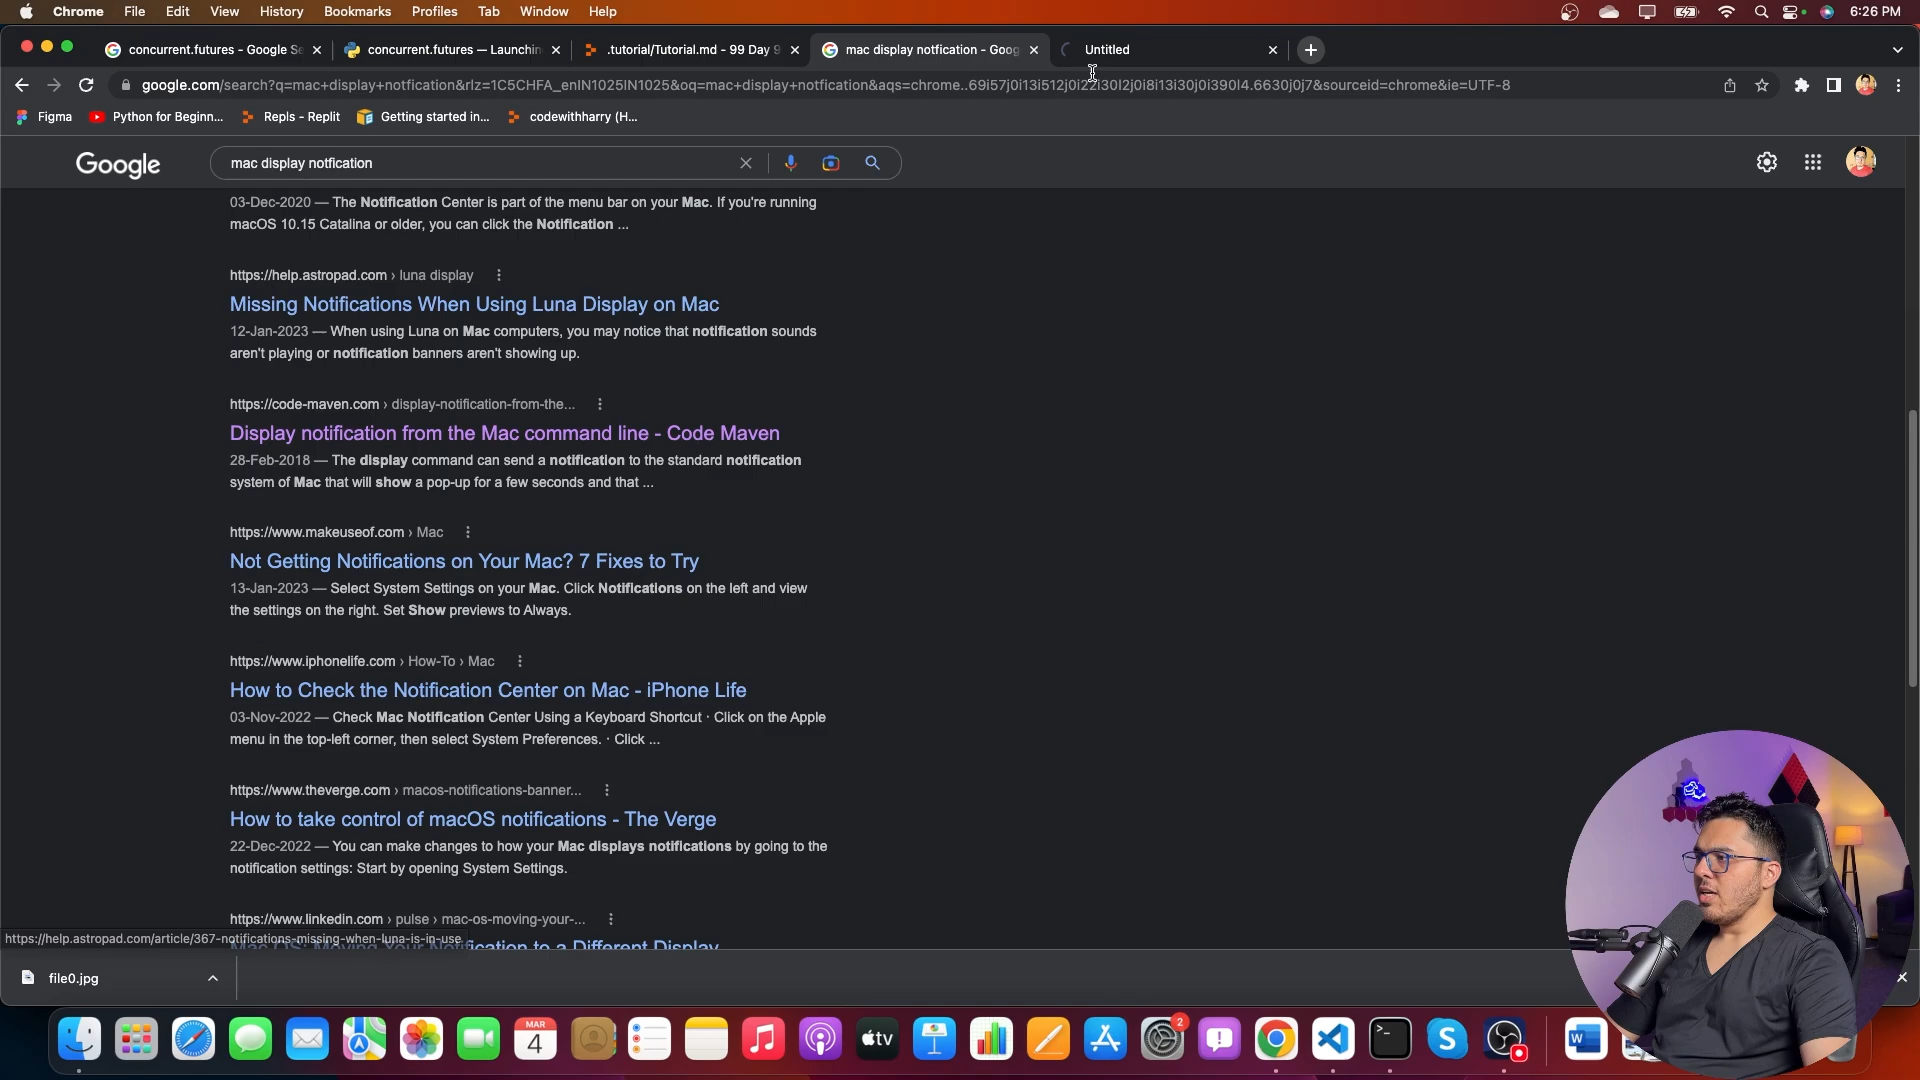 Chrome File Edit View History Bookmarks Profiles Tab Window Help 6:26 PM
concurrent.futures - Google Se concurrent.futures — Launchin .tutorial/Tutorial.md - 99 Day 9 mac display notfication - Goog Untitled
google.com/search?q=mac+display+notfication&rlz=1C5CHFA_enIN1025IN1025&oq=mac+display+notfication&aqs=chrome..69i57j0i13i512j0i22i30l2j0i8i13i30j0i390l4.6630j0j7&sourceid=chrome&ie=UTF-8
Figma Python for Beginn... Repls - Replit Getting started in... codewithharry (H...
Google mac display notfication
03-Dec-2020 — The Notification Center is part of the menu bar on your Mac. If you're running
macOS 10.15 Catalina or older, you can click the Notification ...
https://help.astropad.com › luna display
Missing Notifications When Using Luna Display on Mac
12-Jan-2023 — When using Luna on Mac computers, you may notice that notification sounds
aren't playing or notification banners aren't showing up.
https://code-maven.com › display-notification-from-the...
Display notification from the Mac command line - Code Maven
28-Feb-2018 — The display command can send a notification to the standard notification
system of Mac that will show a pop-up for a few seconds and that ...
https://www.makeuseof.com › Mac
Not Getting Notifications on Your Mac? 7 Fixes to Try
13-Jan-2023 — Select System Settings on your Mac. Click Notifications on the left and view
the settings on the right. Set Show previews to Always.
https://www.iphonelife.com › How-To › Mac
How to Check the Notification Center on Mac - iPhone Life
03-Nov-2022 — Check Mac Notification Center Using a Keyboard Shortcut · Click on the Apple
menu in the top-left corner, then select System Preferences. · Click ...
https://www.theverge.com › macos-notifications-banner...
How to take control of macOS notifications - The Verge
22-Dec-2022 — You can make changes to how your Mac displays notifications by going to the
notification settings: Start by opening System Settings.
https://www.linkedin.com › pulse › mac-os-moving-your-...
https://help.astropad.com/article/367-notifications-missing-when-luna-is-in-use
Mac OS: Moving Your Notification to a Different Display
file0.jpg
MAR
4
tv
2
W